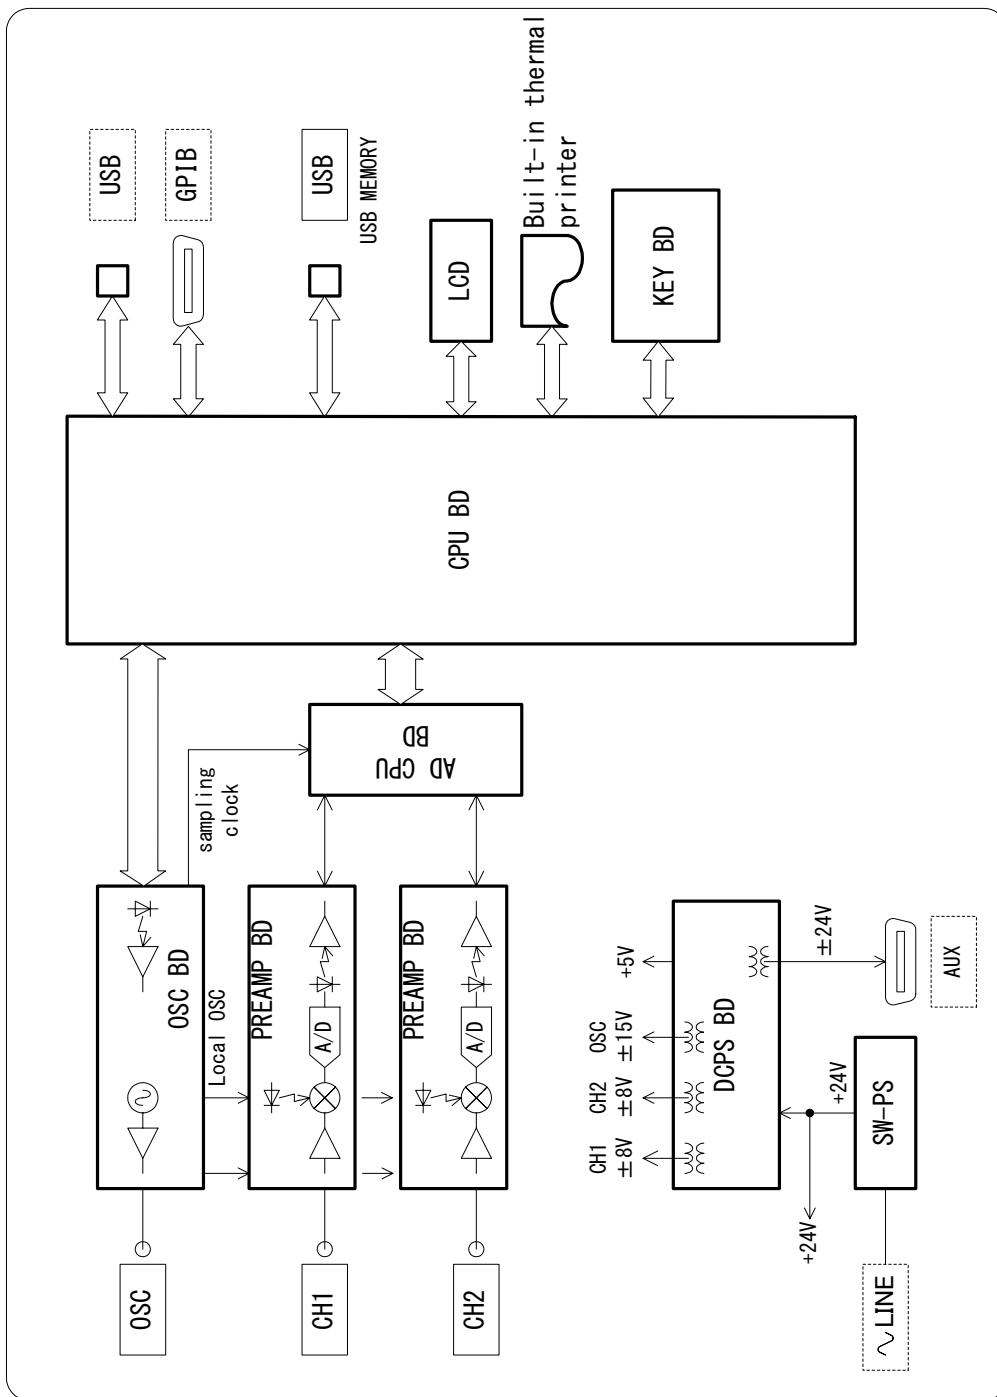 OSC
CH1
CH2
OSC BD
Local OSC
PREAMP BD
A/D
PREAMP BD
A/D
sampling
clock
AD CPU
BD
CPU BD
USB
GPIB
USB
USB MEMORY
LCD
Built-in thermal
printer
KEY BD
CH1
±8V
CH2
±8V
OSC
±15V
+5V
DCPS BD
±24V
AUX
+24V
+24V
SW-PS
LINE